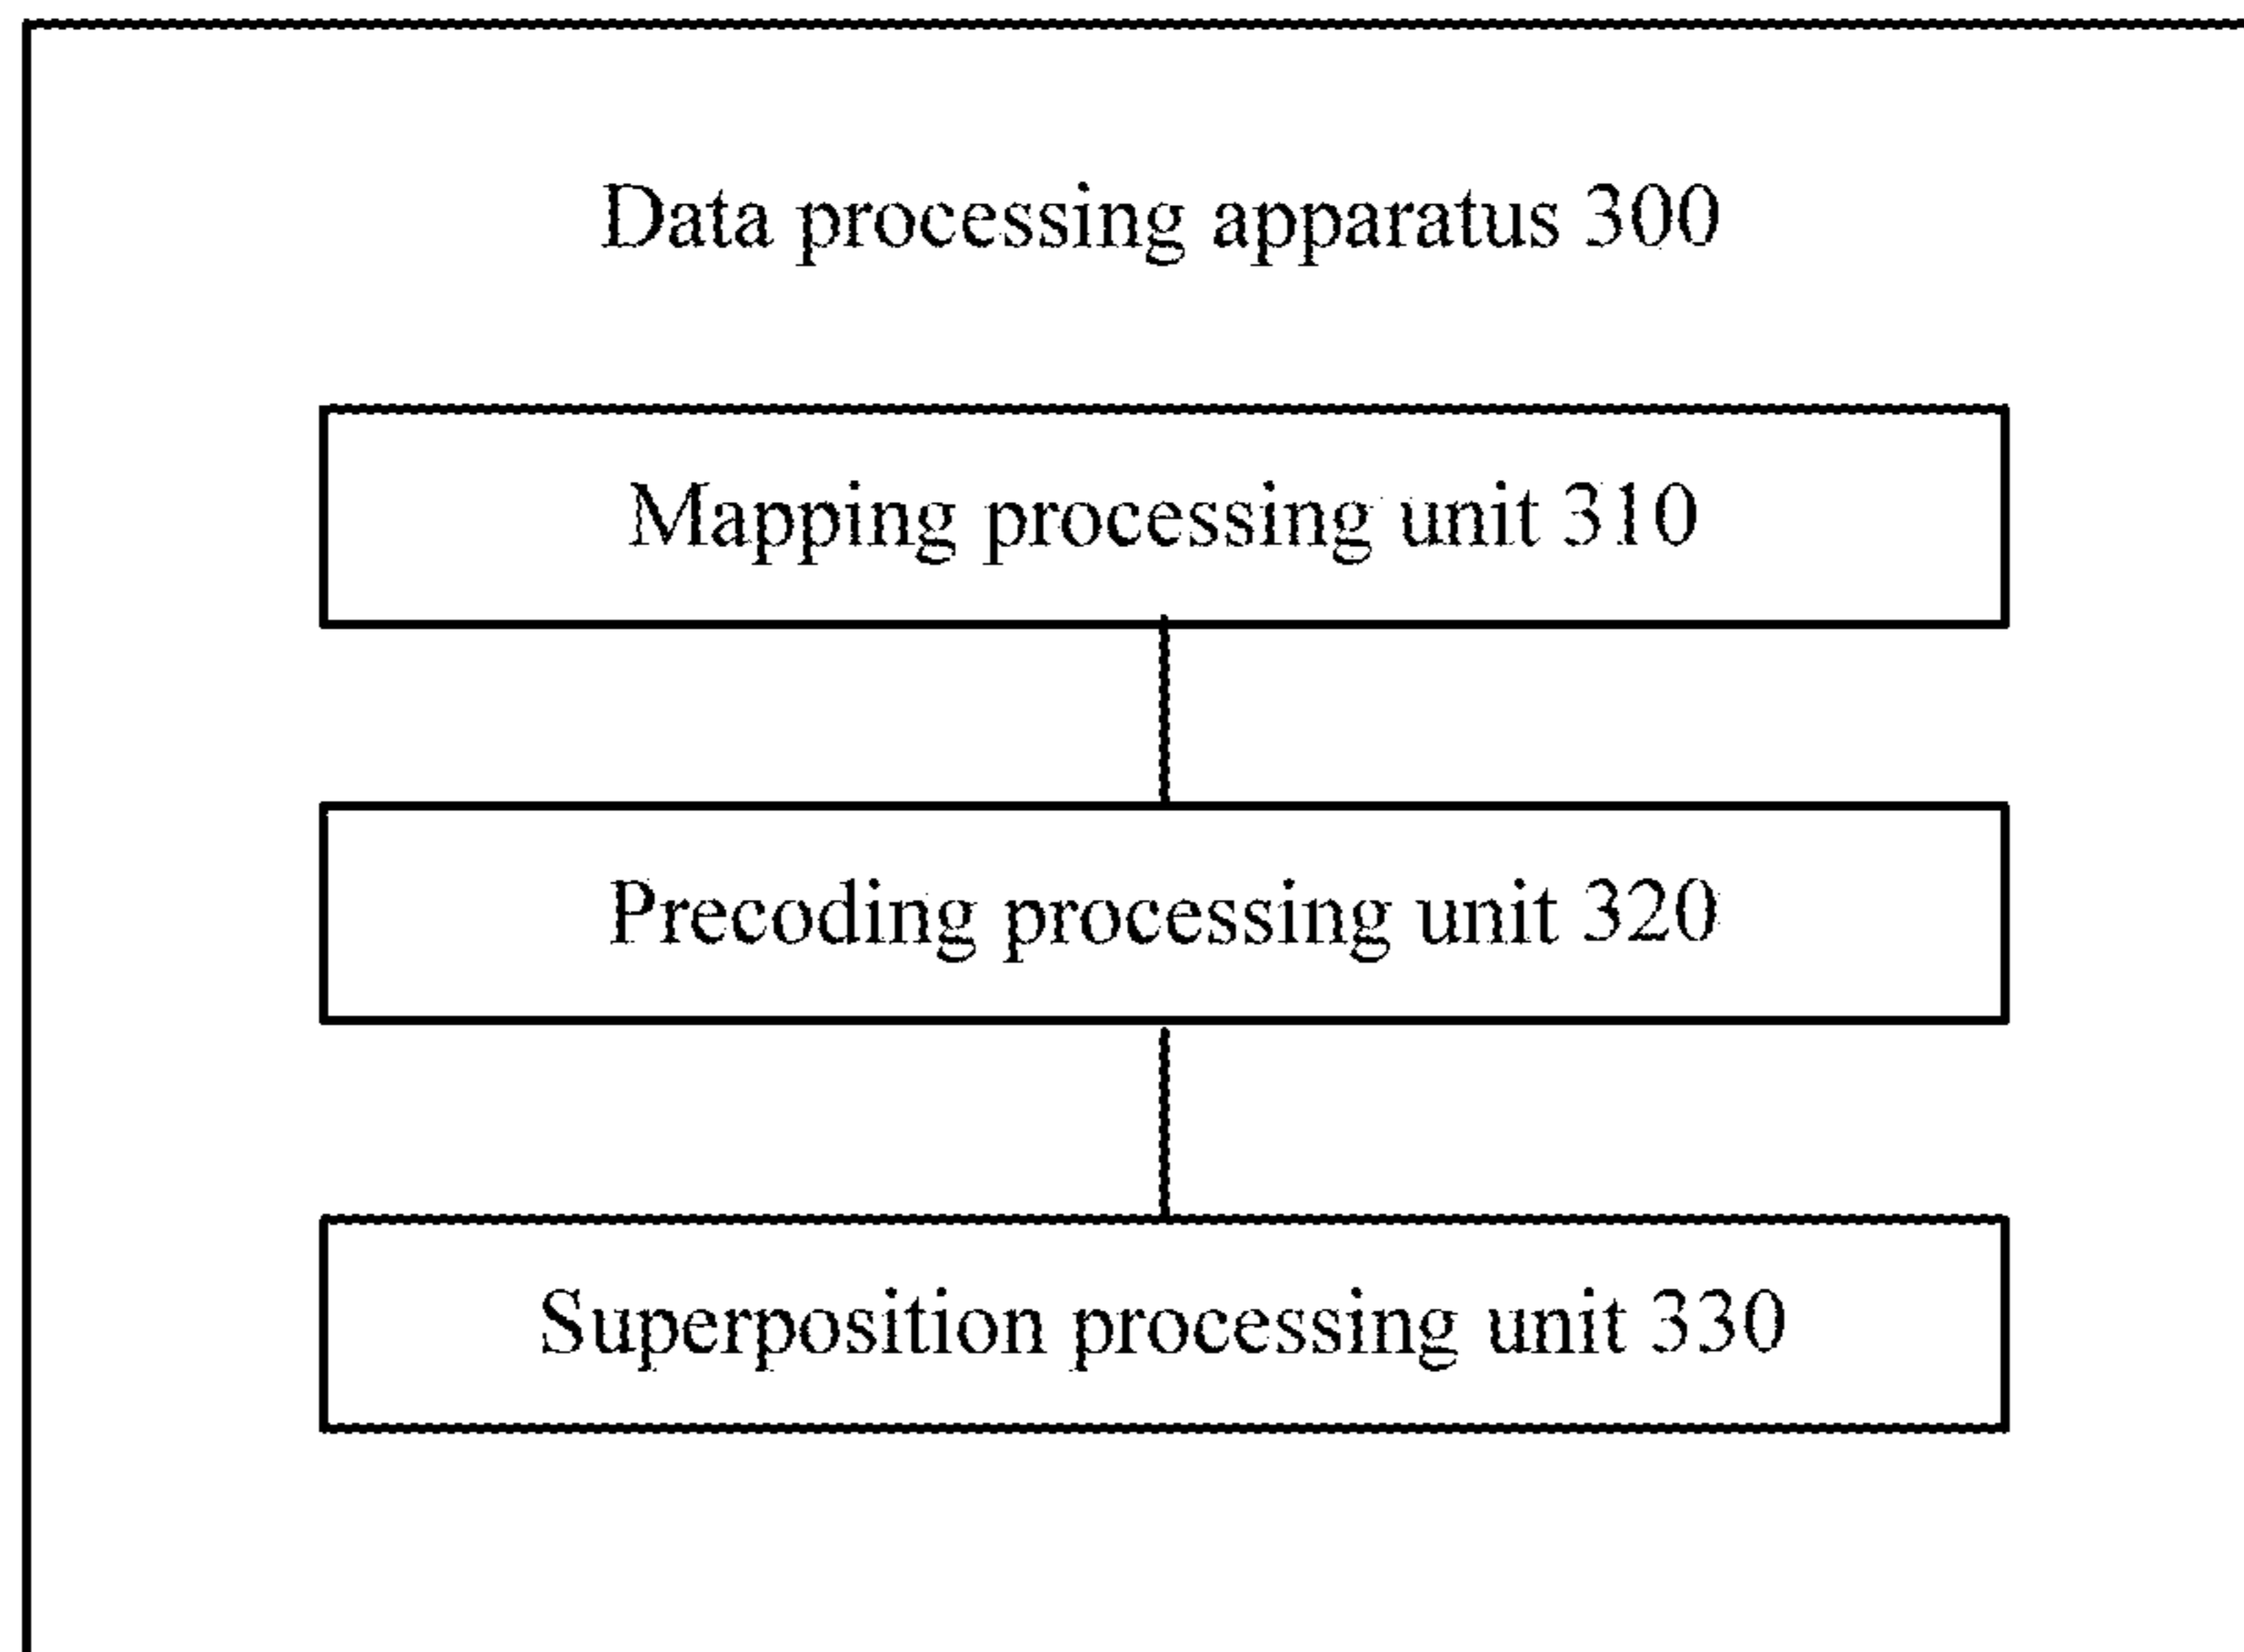 Data processing apparatus 300
Mapping processing unit 310
Precoding processing unit 320
Superposition processing unit 330